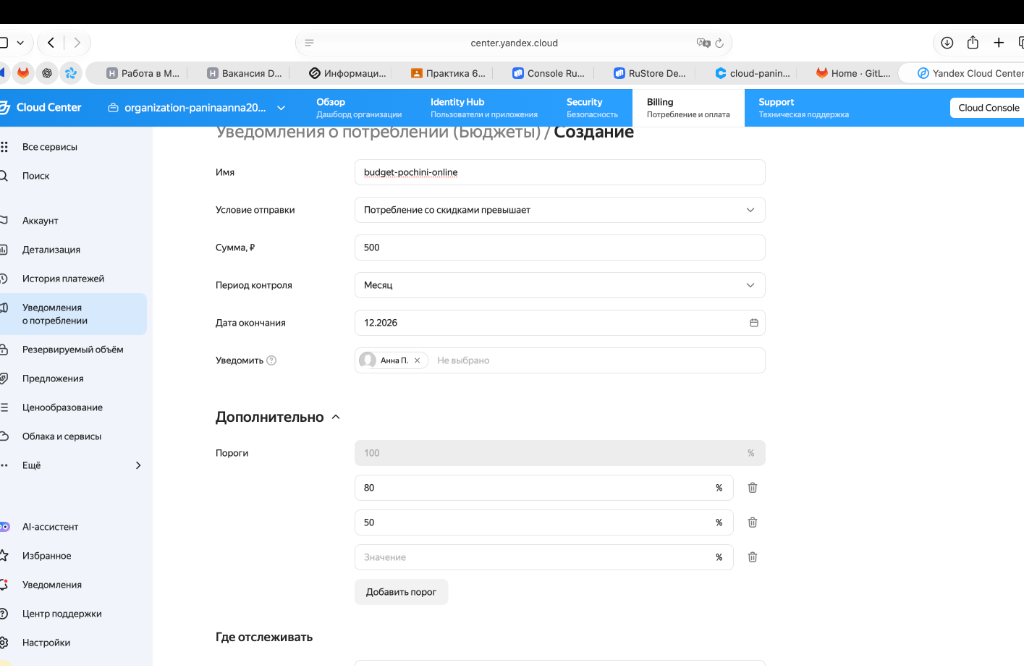 center.yandex.cloud
Работа в М...
Вакансия D...
Информаци...
Практика 6...
Console Ru...
RuStore De...
cloud-panin...
Home · GitL...
Yandex Cloud Center
Cloud Center
organization-paninaanna20...
Обзор
Дашборд организации
Identity Hub
Пользователи и приложения
Security
Безопасность
Billing
Потребление и оплата
Support
Техническая поддержка
Cloud Console
Все сервисы
Поиск
Аккаунт
Детализация
История платежей
Уведомления
о потреблении
Резервируемый объём
Предложения
Ценообразование
Облака и сервисы
Ещё
AI-ассистент
Избранное
Уведомления
Центр поддержки
Настройки
Уведомления о потреблении (Бюджеты) / Создание
Имя
budget-pochini-online
Условие отправки
Потребление со скидками превышает
Сумма, ₽
500
Период контроля
Месяц
Дата окончания
12.2026
Уведомить
Анна П.
Не выбрано
Дополнительно
Пороги
100 %
80 %
50 %
Значение %
Добавить порог
Где отслеживать